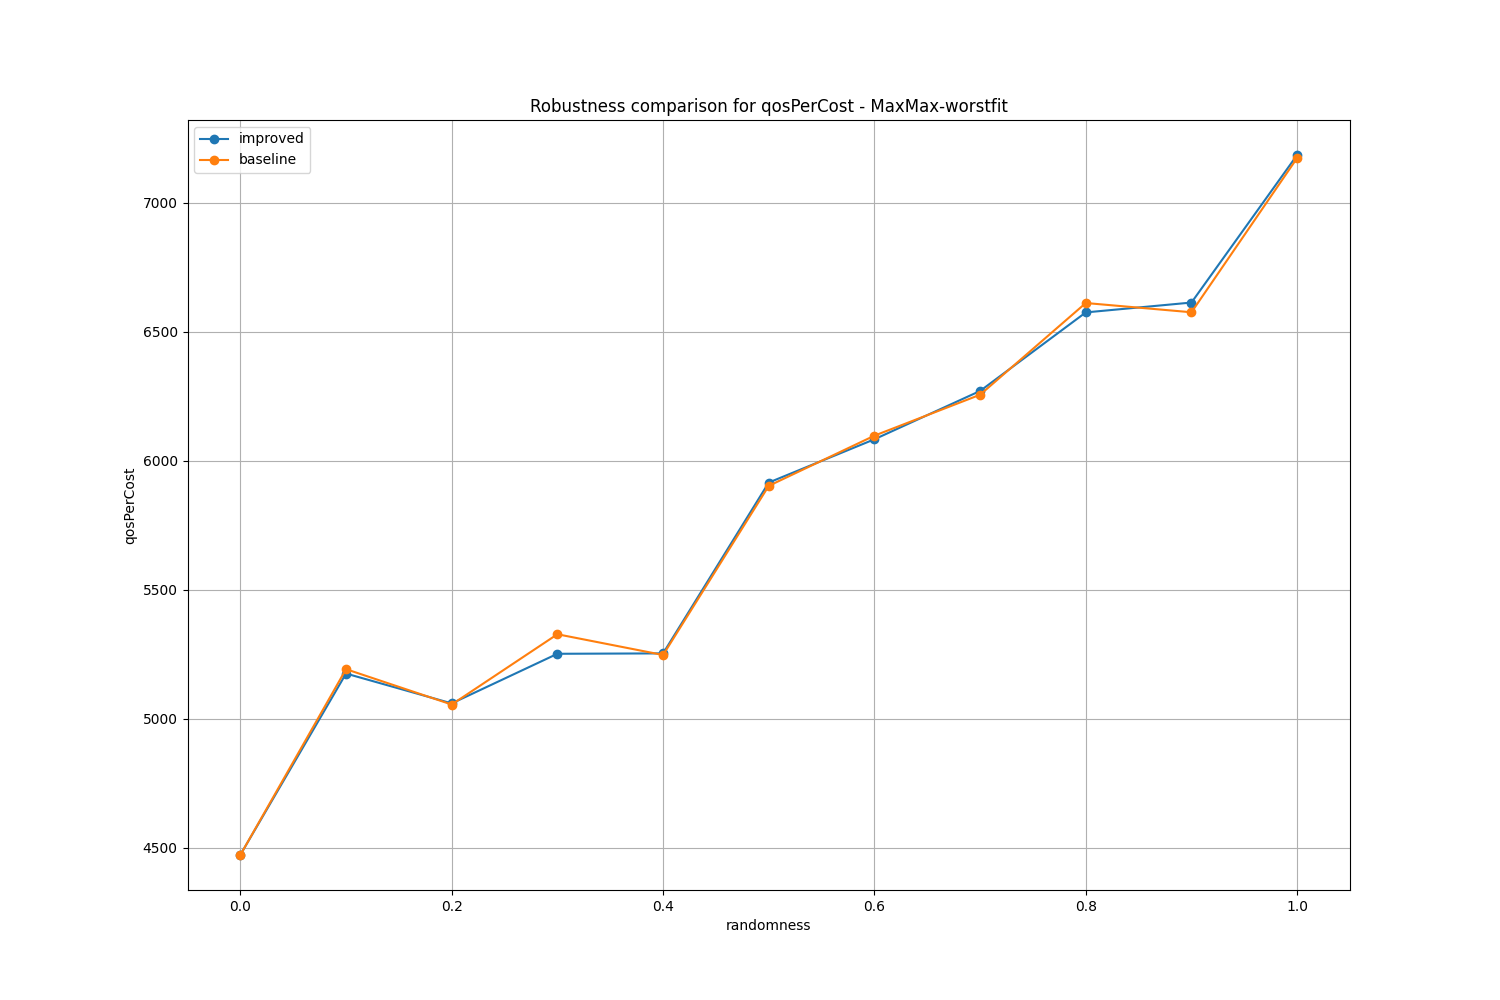 Robustness comparison for qosPerCost - MaxMax-worstfit
improved
baseline
7000
6500
6000
5500
5000
4500
qosPerCost
0.0 0.2 0.4 0.6 0.8 1.0
randomness